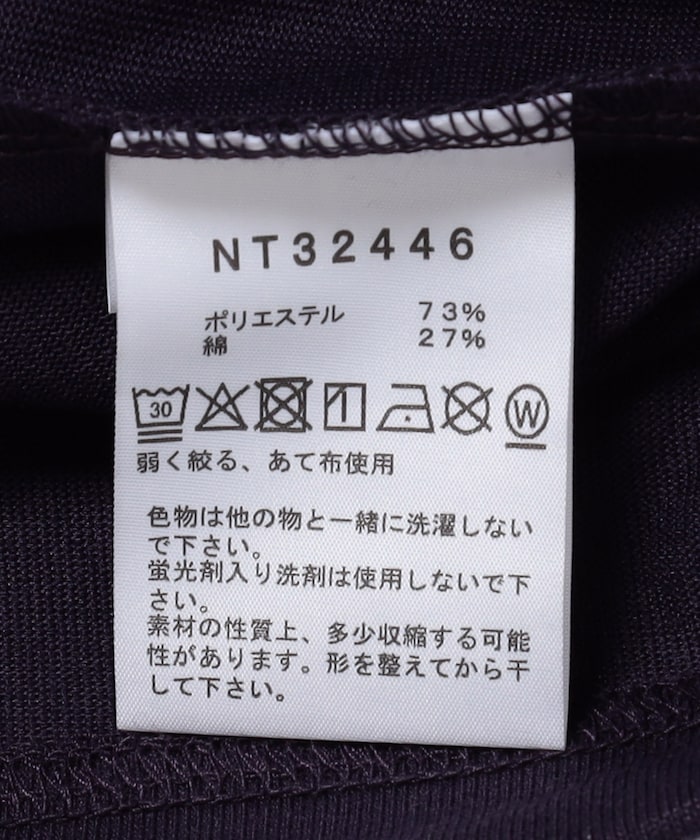 NT32446
ポリエステル 73%
綿 27%
30 W
弱く絞る、あて布使用
色物は他の物と一緒に洗濯しない
で下さい。
蛍光剤入り洗剤は使用しないで下
さい。
素材の性質上、多少収縮する可能
性があります。形を整えてから干
して下さい。